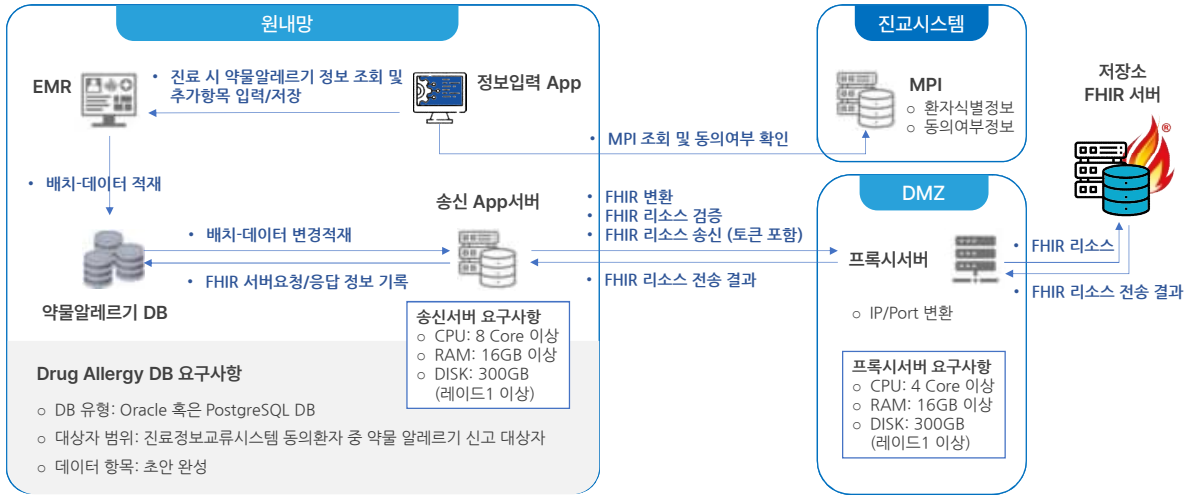 원내망
EMR
• 진료 시 약물알레르기 정보 조회 및
추가항목 입력/저장
정보입력 App
• MPI 조회 및 동의여부 확인
• 배치-데이터 적재
송신 App서버
• 배치-데이터 변경적재
• FHIR 서버요청/응답 정보 기록
약물알레르기 DB
• FHIR 변환
• FHIR 리소스 검증
• FHIR 리소스 송신 (토큰 포함)
• FHIR 리소스 전송 결과
송신서버 요구사항
○ CPU: 8 Core 이상
○ RAM: 16GB 이상
○ DISK: 300GB
(레이드1 이상)
Drug Allergy DB 요구사항
○ DB 유형: Oracle 혹은 PostgreSQL DB
○ 대상자 범위: 진료정보교류시스템 동의환자 중 약물 알레르기 신고 대상자
○ 데이터 항목: 초안 완성
진교시스템
MPI
○ 환자식별정보
○ 동의여부정보
DMZ
프록시서버
○ IP/Port 변환
프록시서버 요구사항
○ CPU: 4 Core 이상
○ RAM: 16GB 이상
○ DISK: 300GB
(레이드1 이상)
저장소
FHIR 서버
®
• FHIR 리소스
• FHIR 리소스 전송 결과